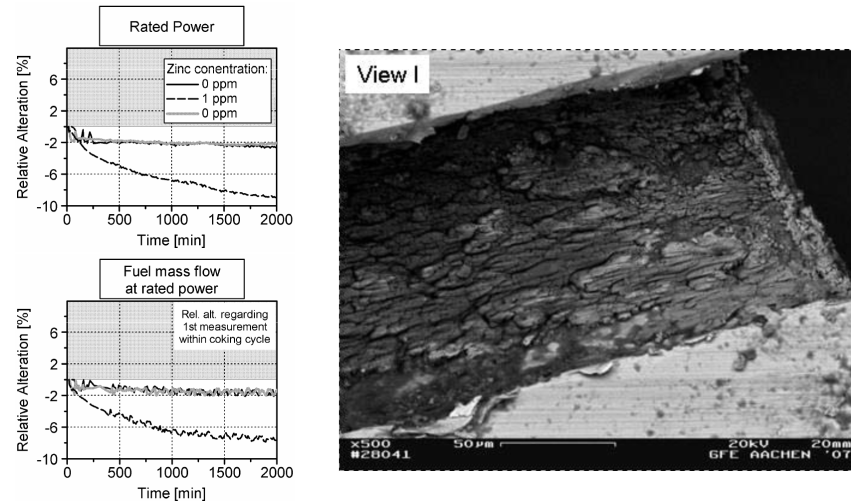 Rated Power
Relative Alteration [%]
6
2
-2
-6
-10
Zinc conentration:
0 ppm
1 ppm
0 ppm
0 500 1000 1500 2000
Time [min]
Fuel mass flow
at rated power
Relative Alteration [%]
6
2
-2
-6
-10
Rel. alt. regarding
1st measurement
within coking cycle
0 500 1000 1500 2000
Time [min]
View I
x500 50µm 20kV 20mm
#28041 GFE AACHEN '07